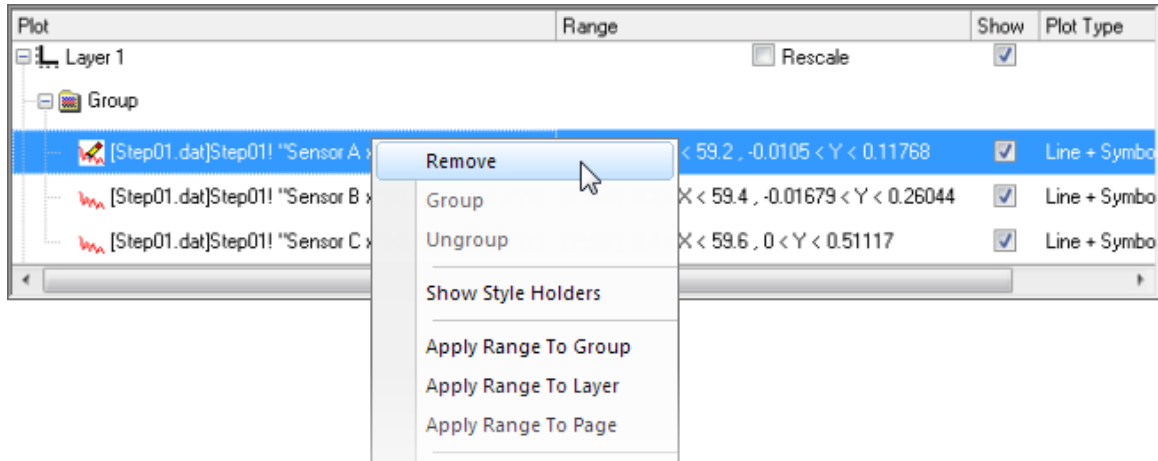 Plot Range Show Plot Type
Layer 1 Rescale
Group
[Step01.dat]Step01! "Sensor A x < 59.2 , -0.0105 < Y < 0.11768 Line + Symbo
[Step01.dat]Step01! "Sensor B x X < 59.4 , -0.01679 < Y < 0.26044 Line + Symbo
[Step01.dat]Step01! "Sensor C x X < 59.6 , 0 < Y < 0.51117 Line + Symbo
Remove
Group
Ungroup
Show Style Holders
Apply Range To Group
Apply Range To Layer
Apply Range To Page